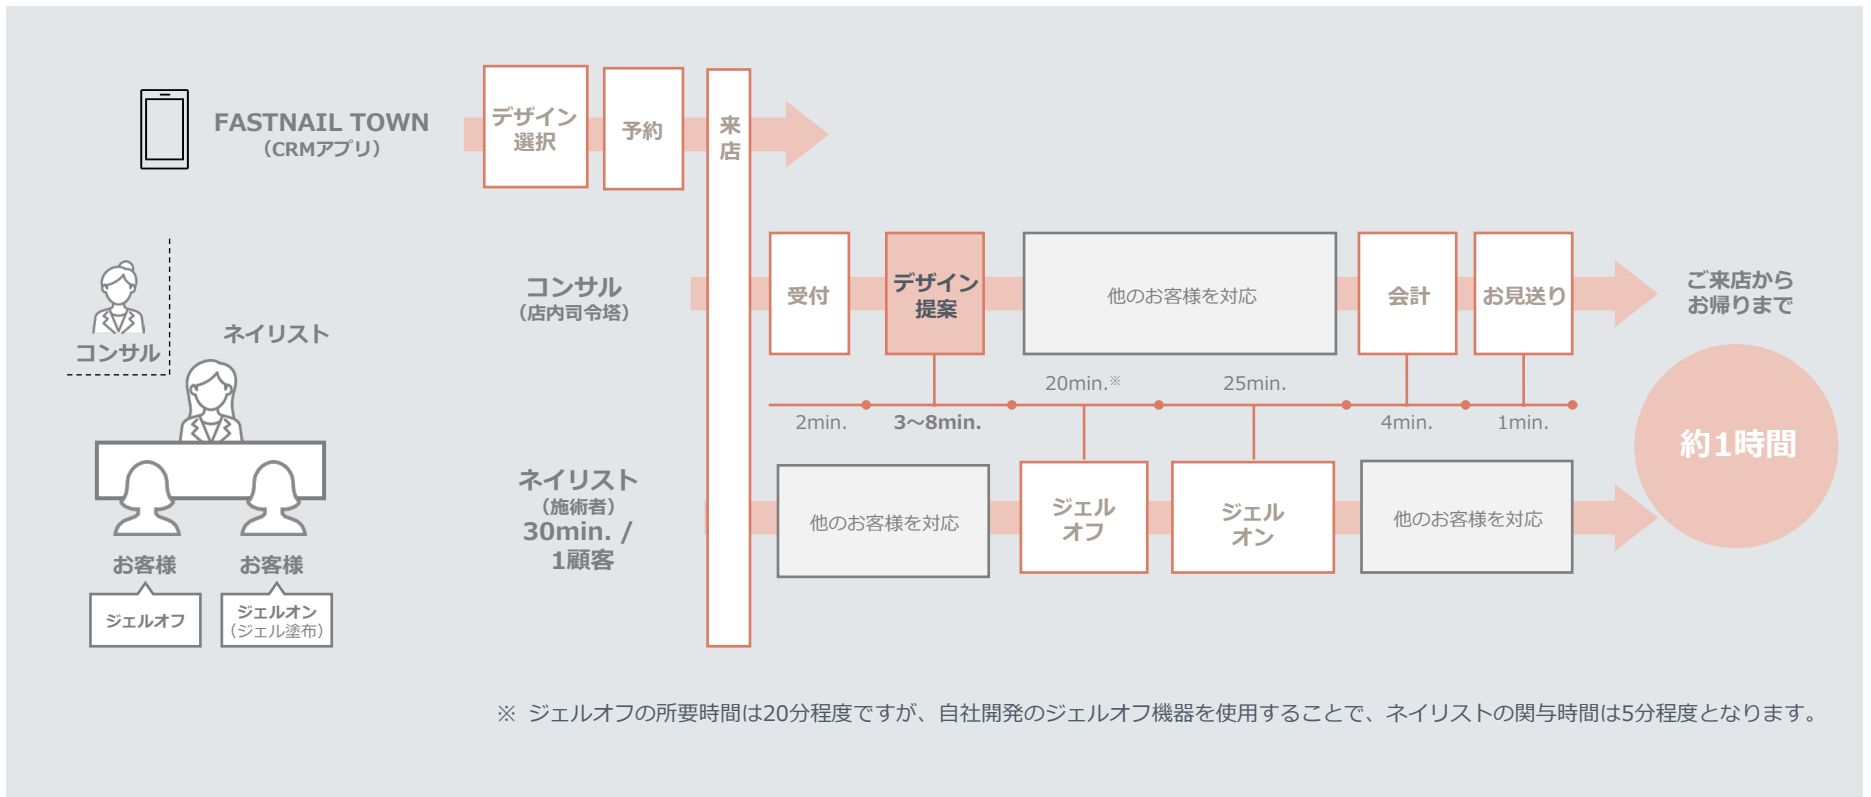 FASTNAIL TOWN
（CRMアプリ）
デザイン
選択
予約
来
店
コンサル
ネイリスト
お客様
お客様
ジェルオフ
ジェルオン
（ジェル塗布）
コンサル
（店内司令塔）
受付
デザイン
提案
他のお客様を対応
会計
お見送り
ご来店から
お帰りまで
約1時間
20min.※
25min.
2min.
3～8min.
4min.
1min.
ネイリスト
（施術者）
30min. /
1顧客
他のお客様を対応
ジェル
オフ
ジェル
オン
他のお客様を対応
※ ジェルオフの所要時間は20分程度ですが、自社開発のジェルオフ機器を使用することで、ネイリストの関与時間は5分程度となります。